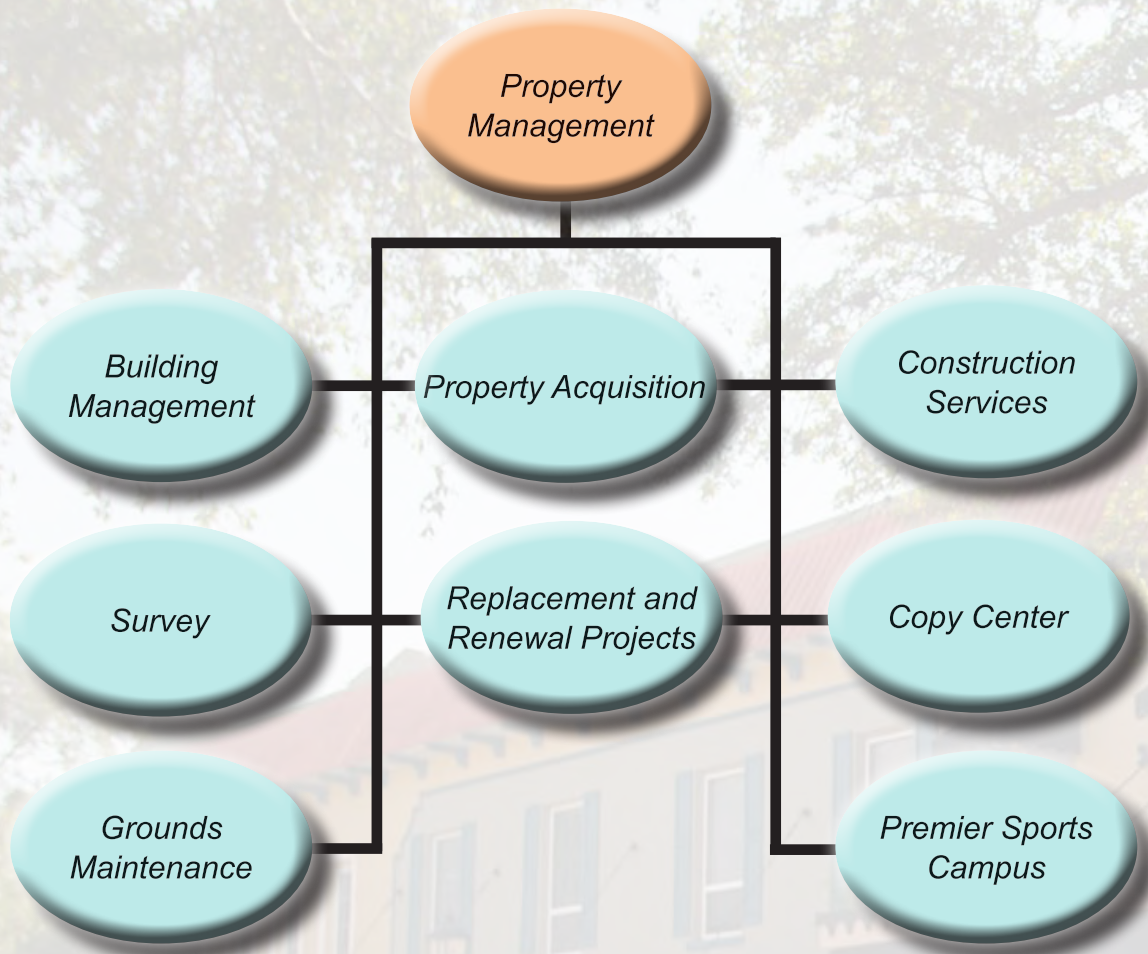 Property
Management
Building
Management
Property Acquisition
Construction
Services
Survey
Replacement and
Renewal Projects
Copy Center
Grounds
Maintenance
Premier Sports
Campus